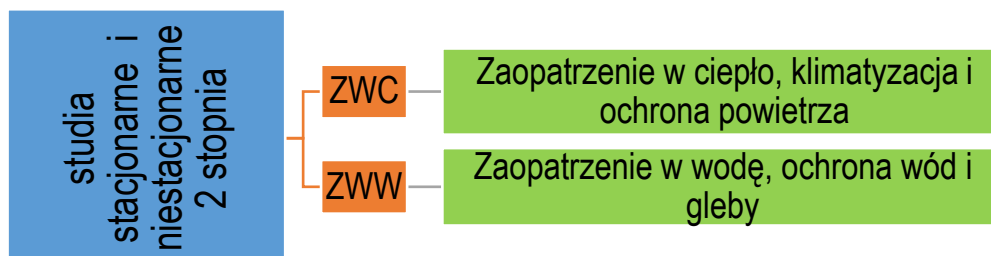 studia
stacjonarne i
niestacjonarne
2 stopnia
ZWC
Zaopatrzenie w ciepło, klimatyzacja i
ochrona powietrza
ZWW
Zaopatrzenie w wodę, ochrona wód i
gleby